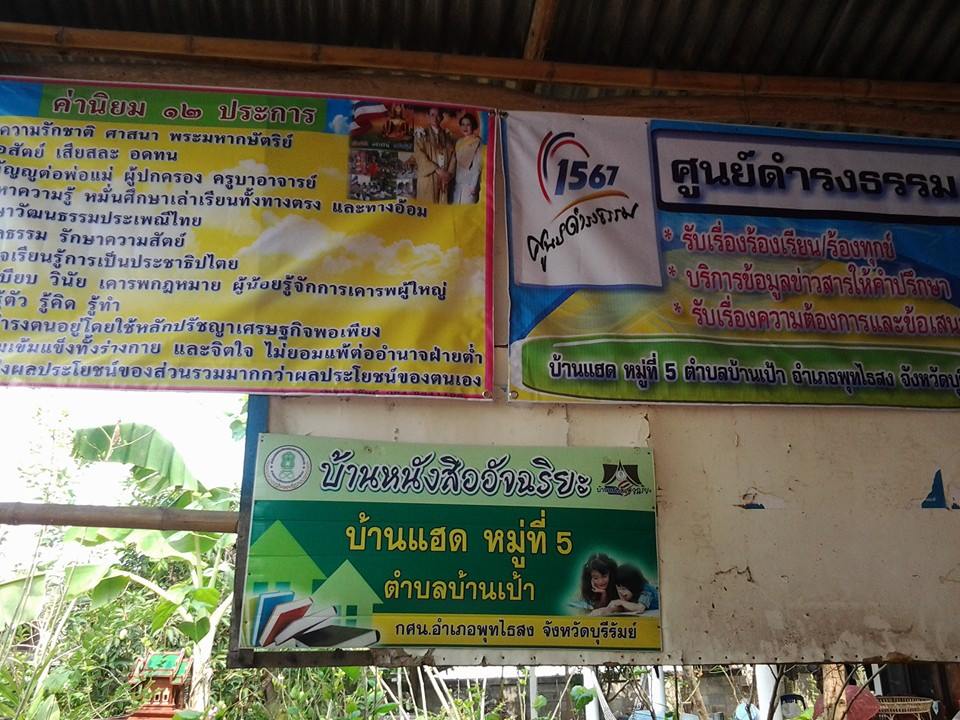 ค่านิยม ๑๒ ประการ
ความรักชาติ ศาสนา พระมหากษัตริย์
อสัตย์ เสียสละ อดทน
ัญญูต่อพ่อแม่ ผู้ปกครอง ครูบาอาจารย์
หาความรู้ หมั่นศึกษาเล่าเรียนทั้งทางตรง และทางอ้อม
ษาวัฒนธรรมประเพณีไทย
ลธรรม รักษาความสัตย์
ใจเรียนรู้การเป็นประชาธิปไตย
เบียบ วินัย เคารพกฎหมาย ผู้น้อยรู้จักการเคารพผู้ใหญ่
รู้ตัว รู้คิด รู้ทำ
ดำรงตนอยู่โดยใช้หลักปรัชญาเศรษฐกิจพอเพียง
มเข้มแข็งทั้งร่างกาย และจิตใจ ไม่ยอมแพ้ต่ออำนาจฝ่ายต่ำ
ึงผลประโยชน์ของส่วนรวมมากกว่าผลประโยชน์ของตนเอง
1567
ศูนย์ดำรงธรรม
ศูนย์ดำรงธรรม
* รับเรื่องร้องเรียน/ร้องทุกข์
* บริการข้อมูลข่าวสารให้คำปรึกษา
* รับเรื่องความต้องการและข้อเสน
บ้านแฮด หมู่ที่ 5 ตำบลบ้านเป้า อำเภอพุทไธสง จังหวัดบุ
บ้านหนังสืออัจฉริยะ
บ้านแฮด หมู่ที่ 5
ตำบลบ้านเป้า
กศน.อำเภอพุทไธสง จังหวัดบุรีรัมย์